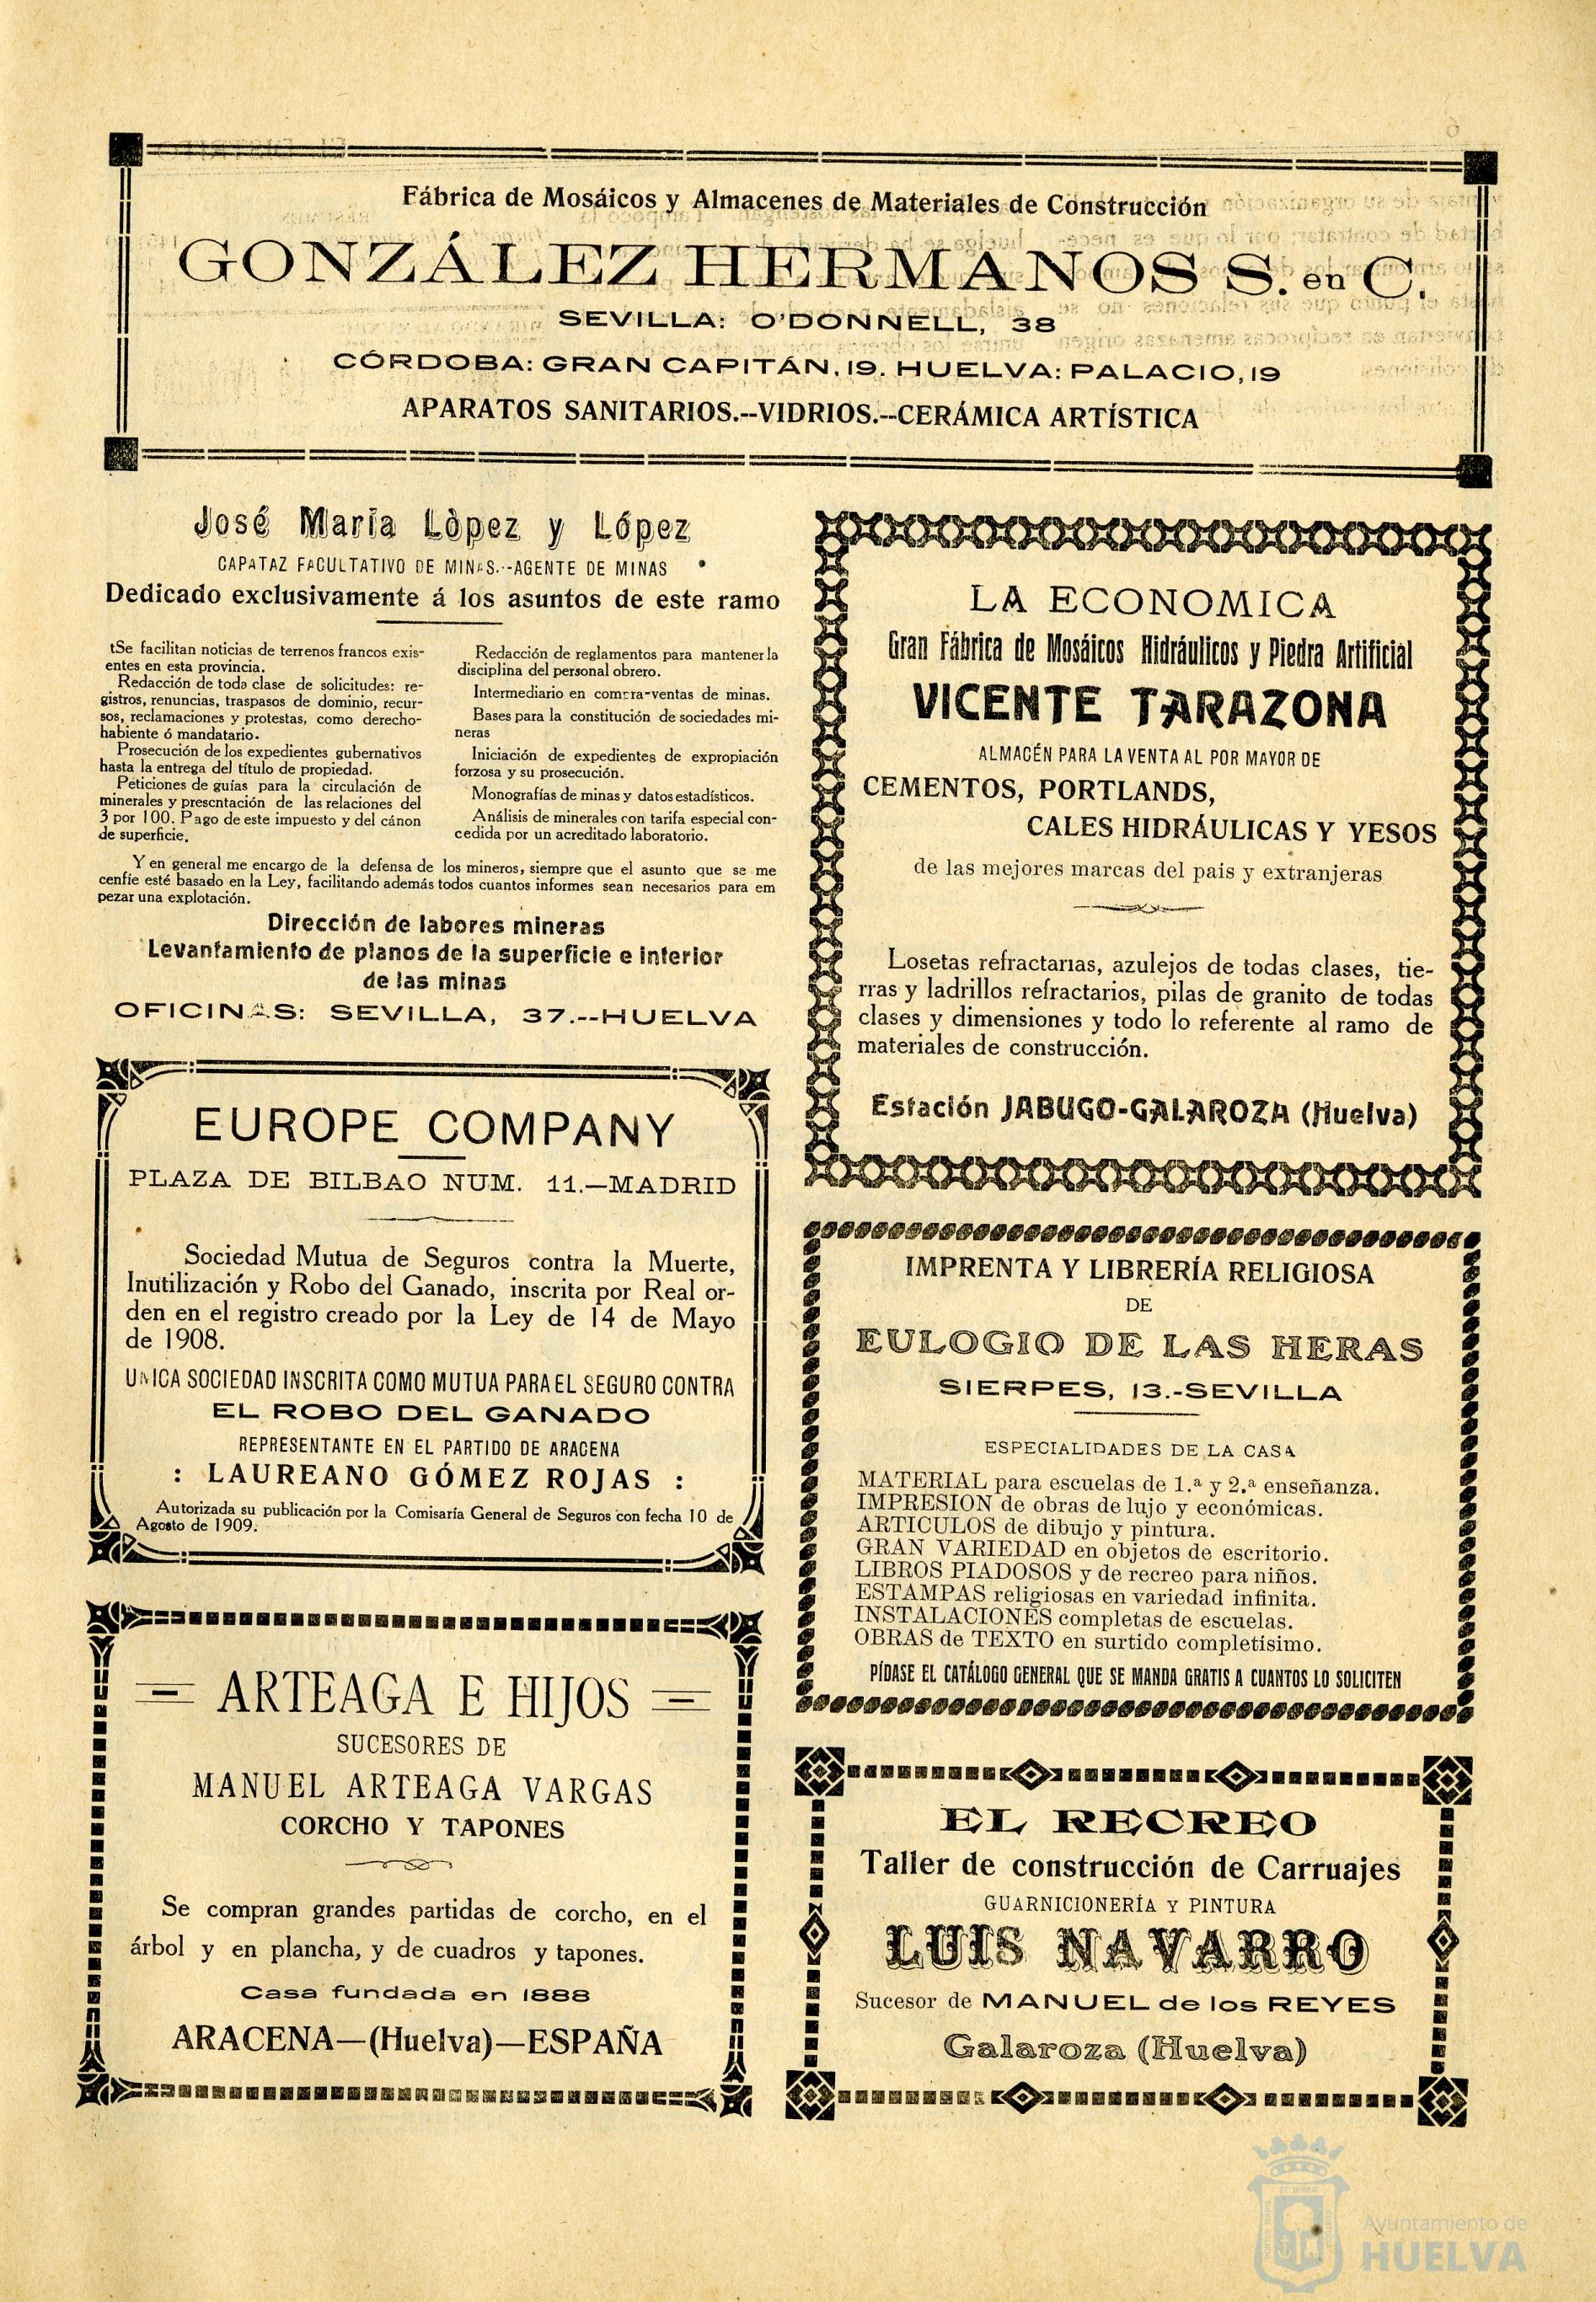 Fábrica de Mosáicos y Almacenes de Materiales de Construcción
GONZÁLEZ HERMANOS S. en C.
SEVILLA: O'DONNELL, 38
CÓRDOBA: GRAN CAPITÁN, 19. HUELVA: PALACIO, 19
APARATOS SANITARIOS.--VIDRIOS.--CERÁMICA ARTÍSTICA
José María Lòpez y López
CAPATAZ FACULTATIVO DE MINAS.--AGENTE DE MINAS
Dedicado exclusivamente á los asuntos de este ramo
tSe facilitan noticias de terrenos francos exis-
entes en esta provincia.
Redacción de toda clase de solicitudes: re-
gistros, renuncias, traspasos de dominio, recur-
sos, reclamaciones y protestas, como derecho-
habiente ó mandatario.
Prosecución de los expedientes gubernativos
hasta la entrega del título de propiedad.
Peticiones de guías para la circulación de
minerales y presentación de las relaciones del
3 por 100. Pago de este impuesto y del cánon
de superficie.
Redacción de reglamentos para mantener la
disciplina del personal obrero.
Intermediario en compra-ventas de minas.
Bases para la constitución de sociedades mi-
neras
Iniciación de expedientes de expropiación
forzosa y su prosecución.
Monografías de minas y datos estadísticos.
Análisis de minerales con tarifa especial con-
cedida por un acreditado laboratorio.
Y en general me encargo de la defensa de los mineros, siempre que el asunto que se me
cenfíe esté basado en la Ley, facilitando además todos cuantos informes sean necesarios para em
pezar una explotación.
Dirección de labores mineras
Levantamiento de planos de la superficie e interior
de las minas
OFICINAS: SEVILLA, 37.--HUELVA
EUROPE COMPANY
PLAZA DE BILBAO NUM. 11.—MADRID
Sociedad Mutua de Seguros contra la Muerte,
Inutilización y Robo del Ganado, inscrita por Real or-
den en el registro creado por la Ley de 14 de Mayo
de 1908.
UNICA SOCIEDAD INSCRITA COMO MUTUA PARA EL SEGURO CONTRA
EL ROBO DEL GANADO
REPRESENTANTE EN EL PARTIDO DE ARACENA
: LAUREANO GÓMEZ ROJAS :
Autorizada su publicación por la Comisaría General de Seguros con fecha 10 de
Agosto de 1909.
ARTEAGA E HIJOS
SUCESORES DE
MANUEL ARTEAGA VARGAS
CORCHO Y TAPONES
Se compran grandes partidas de corcho, en el
árbol y en plancha, y de cuadros y tapones.
Casa fundada en 1888
ARACENA—(Huelva)—ESPAÑA
LA ECONOMICA
Gran Fábrica de Mosáicos Hidráulicos y Piedra Artificial
VICENTE TARAZONA
ALMACÉN PARA LA VENTA AL POR MAYOR DE
CEMENTOS, PORTLANDS,
CALES HIDRÁULICAS Y YESOS
de las mejores marcas del país y extranjeras
Losetas refractarias, azulejos de todas clases, tie-
rras y ladrillos refractarios, pilas de granito de todas
clases y dimensiones y todo lo referente al ramo de
materiales de construcción.
Estación JABUGO-GALAROZA (Huelva)
IMPRENTA Y LIBRERÍA RELIGIOSA
DE
EULOGIO DE LAS HERAS
SIERPES, 13.-SEVILLA
ESPECIALIDADES DE LA CASA
MATERIAL para escuelas de 1.ª y 2.ª enseñanza.
IMPRESION de obras de lujo y económicas.
ARTICULOS de dibujo y pintura.
GRAN VARIEDAD en objetos de escritorio.
LIBROS PIADOSOS y de recreo para niños.
ESTAMPAS religiosas en variedad infinita.
INSTALACIONES completas de escuelas.
OBRAS de TEXTO en surtido completísimo.
PÍDASE EL CATÁLOGO GENERAL QUE SE MANDA GRATIS A CUANTOS LO SOLICITEN
EL RECREO
Taller de construcción de Carruajes
GUARNICIONERÍA Y PINTURA
LUIS NAVARRO
Sucesor de MANUEL de los REYES
Galaroza (Huelva)
Ayuntamiento de
HUELVA